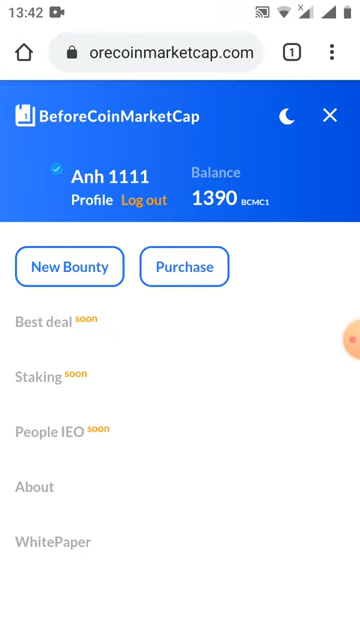 13:42
orecoinmarketcap.com
1
BeforeCoinMarketCap
Anh 1111
Balance
Profile Log out
1390 BCMC1
New Bounty
Purchase
Best deal soon
Staking soon
People IEO soon
About
WhitePaper